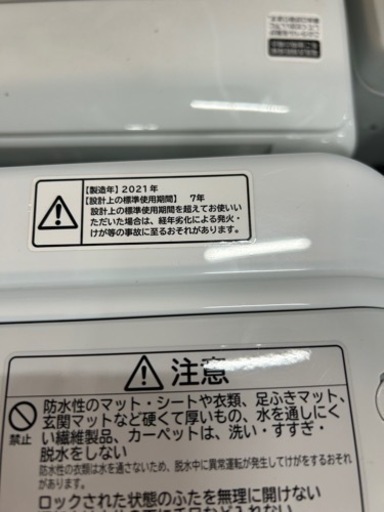 【製造年】2021年
【設計上の標準使用期間】 7年
設計上の標準使用期間を超えてお使いい
ただいた場合は、経年劣化による発火・
けが等の事故に至るおそれがあります。
注意
防水性のマット・シートや衣類、足ふきマット、
玄関マットなど硬くて厚いもの、水を通しにく
い繊維製品、カーペットは、洗い・すすぎ・
脱水をしない
禁止
防水性の衣類は水を通さないため、脱水中に異常運転が発生してけがをするおそれ
があります。
ロックされた状態のふたを無理に開けない